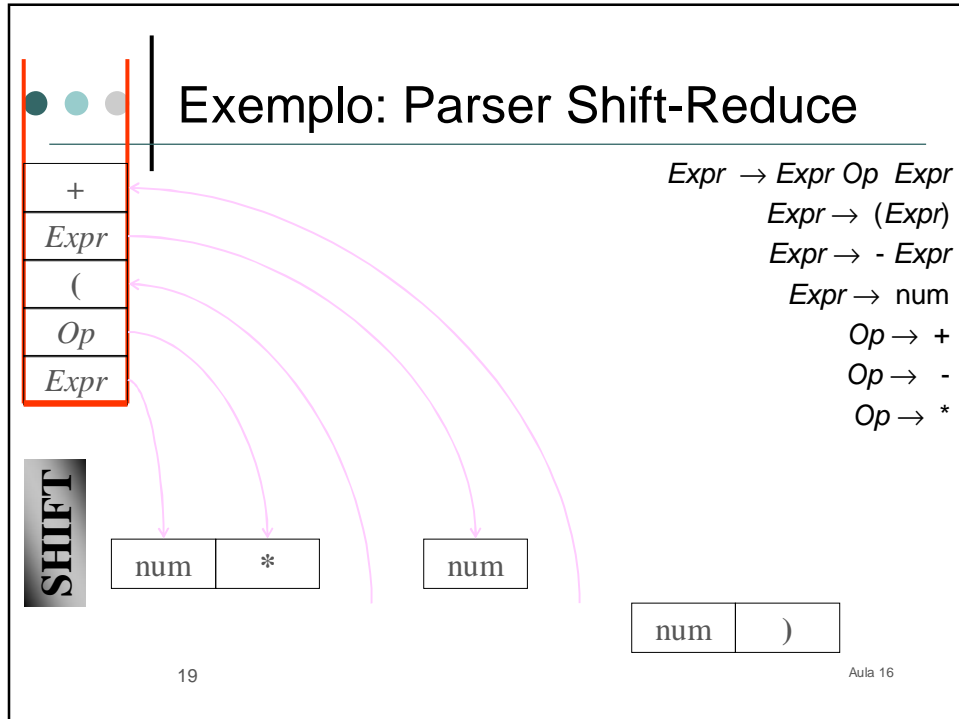 Exemplo: Parser Shift-Reduce
Expr → Expr Op Expr
Expr → (Expr)
Expr → - Expr
Expr → num
Op → +
Op → -
Op → *
+
Expr
(
Op
Expr
SHIFT
num *
num
num )
19
Aula 16